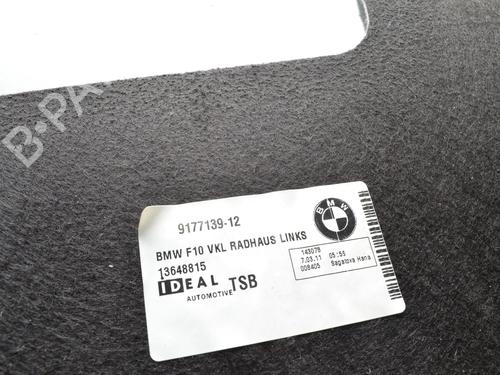 B-PA
9177139-12
BMW F10 VKL RADHAUS LINKS
13648815
IDEAL TSB
AUTOMOTIVE
BMW
143078
7.03.11 05:55
008405 Sagatova Hana